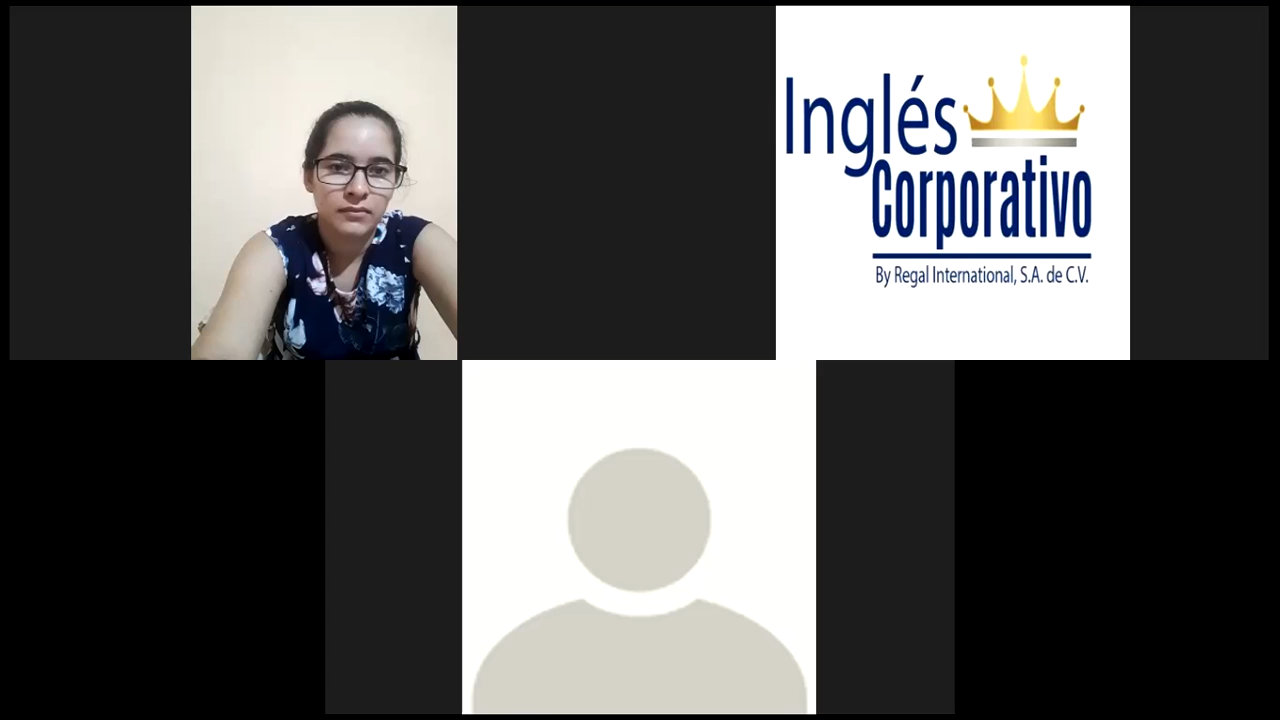 Inglés
Corporativo
By Regal International, S.A. de C.V.